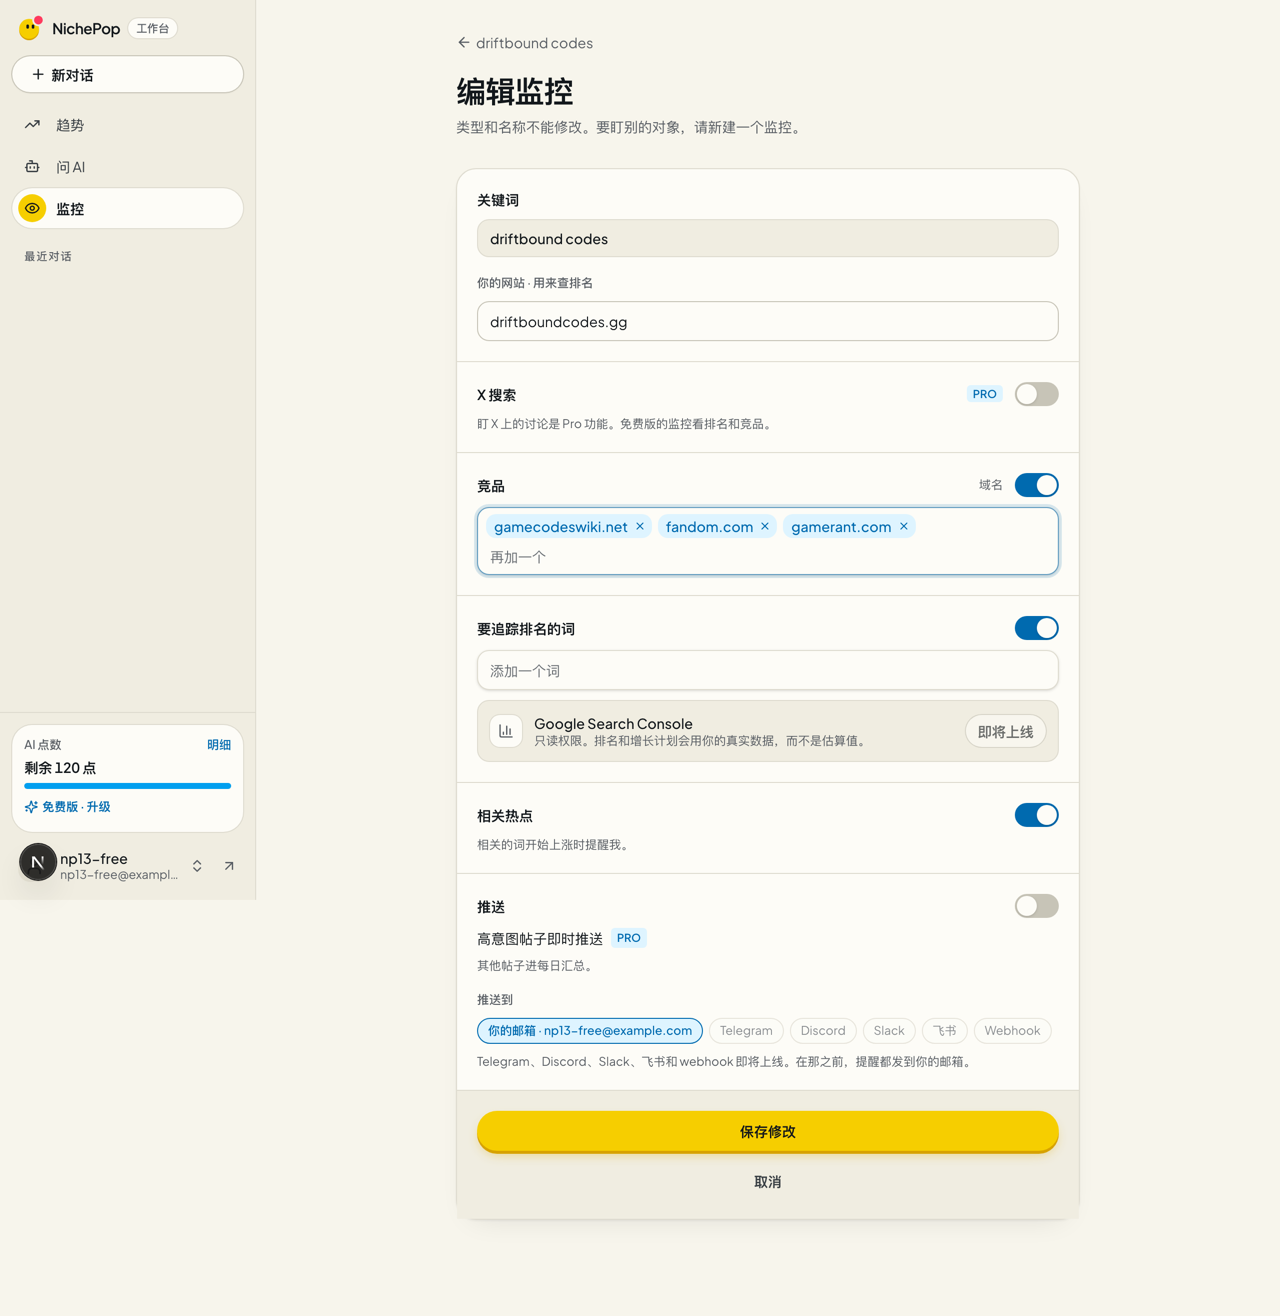 NichePop 工作台
新对话
趋势
问 AI
监控
最近对话
AI 点数 明细
剩余 120 点
免费版 · 升级
N np13-free
np13-free@exampl...
driftbound codes
编辑监控
类型和名称不能修改。要盯别的对象，请新建一个监控。
关键词
driftbound codes
你的网站 · 用来查排名
driftboundcodes.gg
X 搜索 PRO
盯 X 上的讨论是 Pro 功能。免费版的监控看排名和竞品。
竞品 域名
gamecodeswiki.net × fandom.com × gamerant.com ×
再加一个
要追踪排名的词
添加一个词
Google Search Console
只读权限。排名和增长计划会用你的真实数据，而不是估算值。
即将上线
相关热点
相关的词开始上涨时提醒我。
推送
高意图帖子即时推送 PRO
其他帖子进每日汇总。
推送到
你的邮箱 · np13-free@example.com Telegram Discord Slack 飞书 Webhook
Telegram、Discord、Slack、飞书和 webhook 即将上线。在那之前，提醒都发到你的邮箱。
保存修改
取消